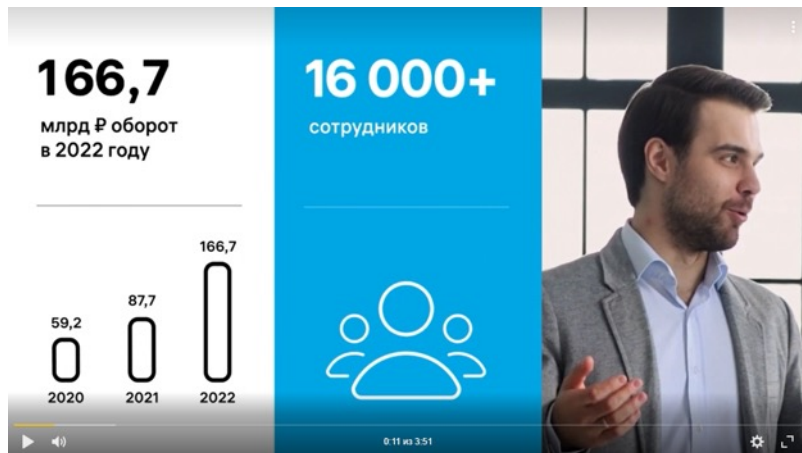 166,7
млрд ₽ оборот
в 2022 году
16 000+
сотрудников
166,7
87,7
59,2
2020 2021 2022
0:11 из 3:51